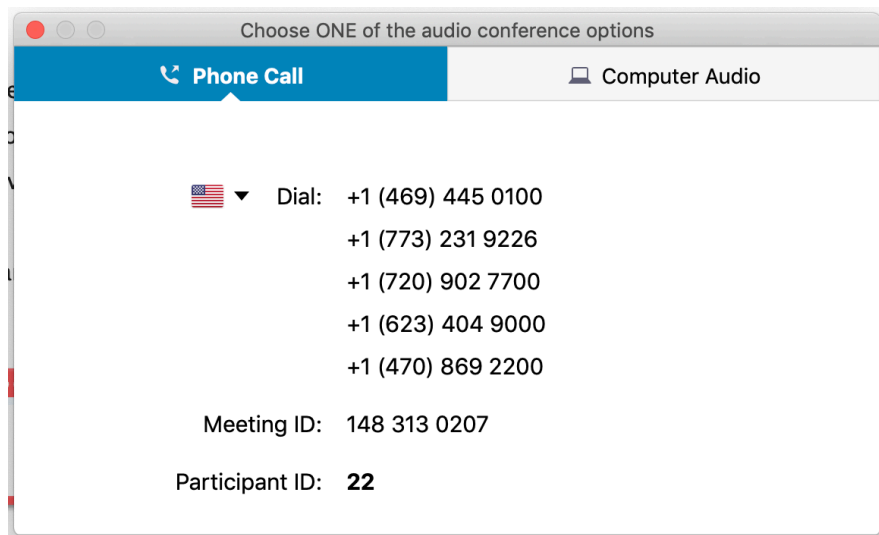 Choose ONE of the audio conference options
Phone Call
Computer Audio
Dial: +1 (469) 445 0100
+1 (773) 231 9226
+1 (720) 902 7700
+1 (623) 404 9000
+1 (470) 869 2200
Meeting ID: 148 313 0207
Participant ID: 22